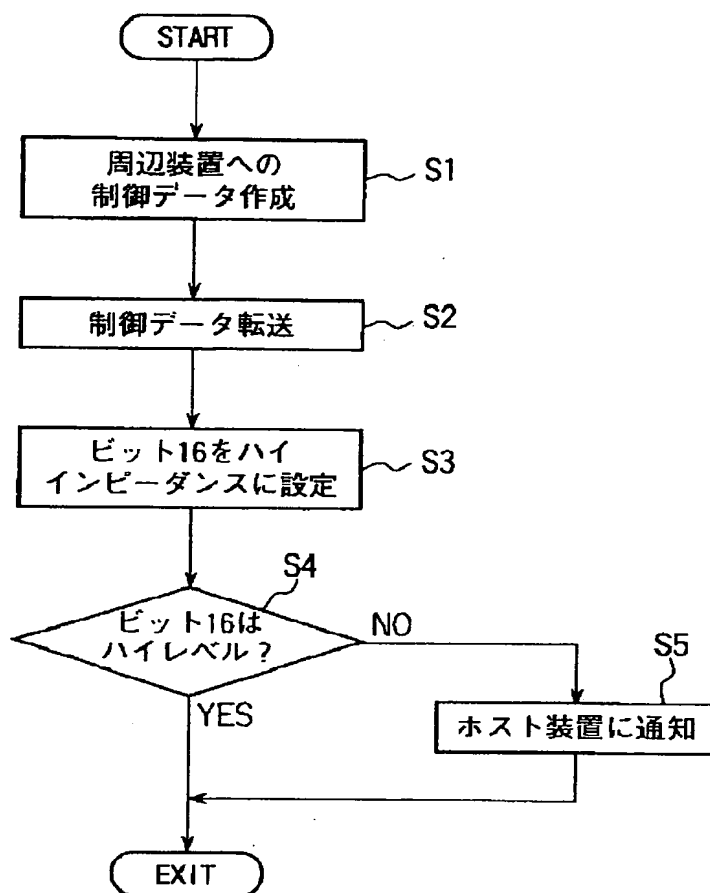 START
周辺装置への
制御データ作成
S1
制御データ転送
S2
ビット16をハイ
インピーダンスに設定
S3
S4
ビット16は
ハイレベル?
NO
YES
S5
ホスト装置に通知
EXIT